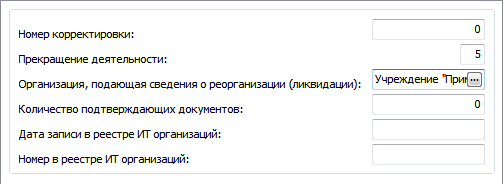 Номер корректировки: 0
Прекращение деятельности: 5
Организация, подающая сведения о реорганизации (ликвидации): Учреждение "При ...
Количество подтверждающих документов: 0
Дата записи в реестре ИТ организаций:
Номер в реестре ИТ организаций: